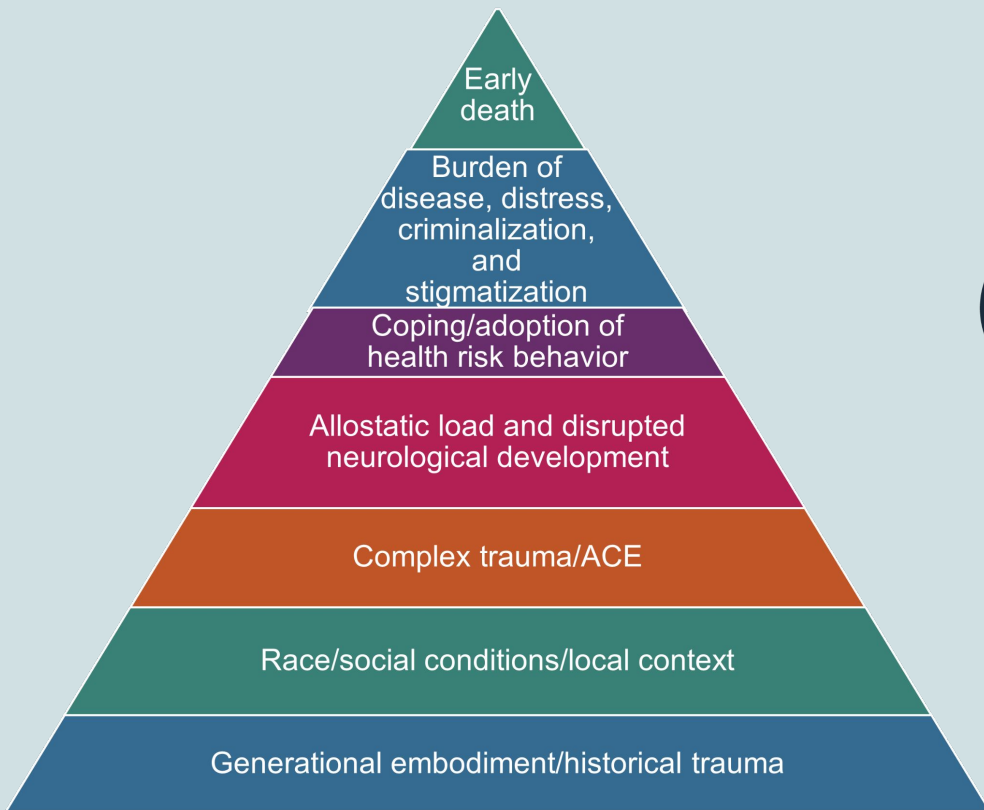 Early
death
Burden of
disease, distress,
criminalization,
and
stigmatization
Coping/adoption of
health risk behavior
Allostatic load and disrupted
neurological development
Complex trauma/ACE
Race/social conditions/local context
Generational embodiment/historical trauma